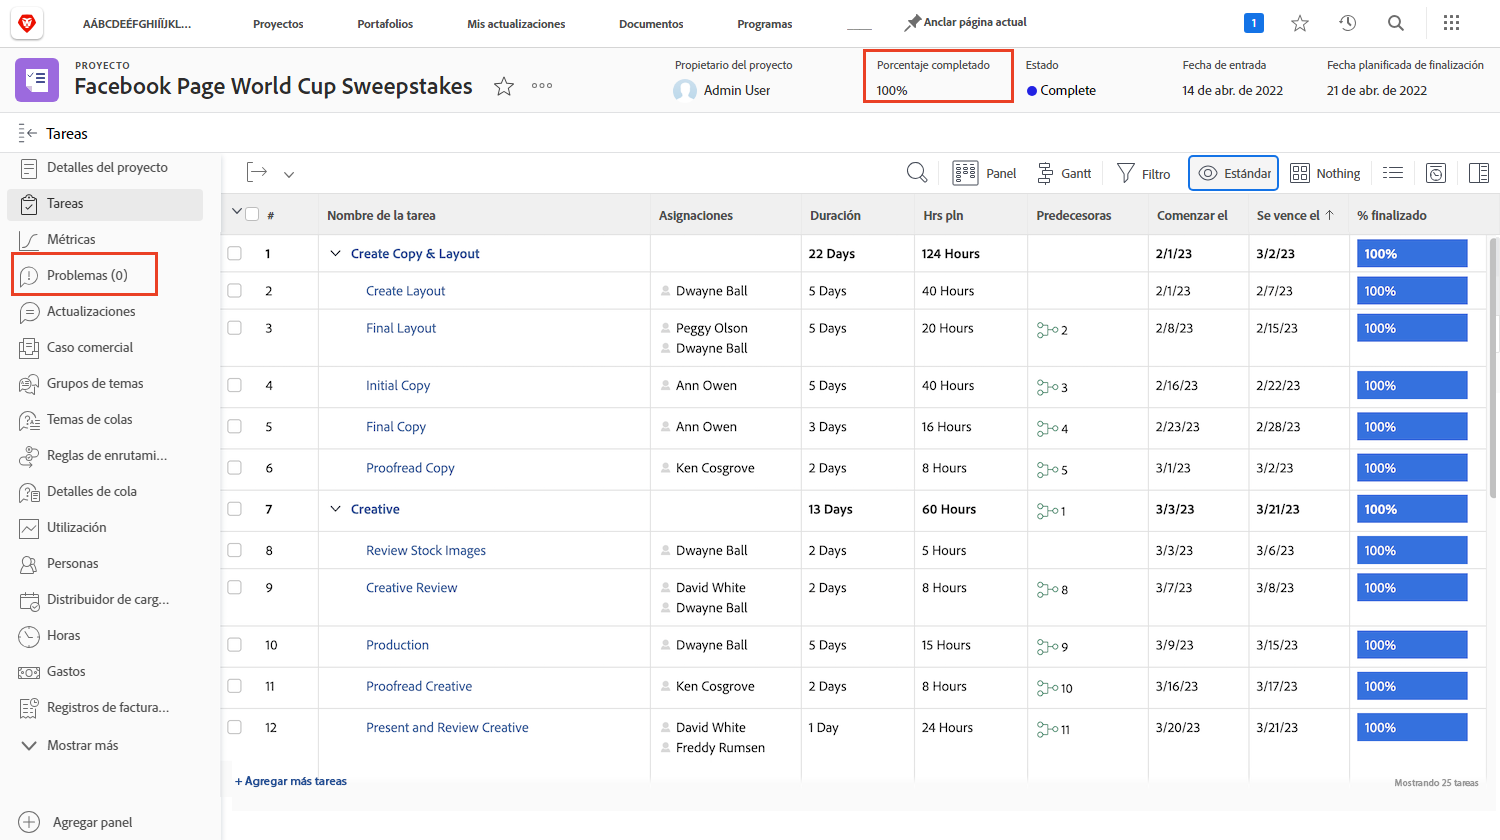 AÁBCDEÉFGHIÍÏJKL...
Proyectos
Portafolios
Mis actualizaciones
Documentos
Programas
Anclar página actual
1
PROYECTO
Facebook Page World Cup Sweepstakes
Propietario del proyecto
Admin User
Porcentaje completado
100%
Estado
Complete
Fecha de entrada
14 de abr. de 2022
Fecha planificada de finalización
21 de abr. de 2022
Tareas
Detalles del proyecto
Tareas
Métricas
Problemas (0)
Actualizaciones
Caso comercial
Grupos de temas
Temas de colas
Reglas de enrutami...
Detalles de cola
Utilización
Personas
Distribuidor de carg...
Horas
Gastos
Registros de factura...
Mostrar más
Agregar panel
Panel
Gantt
Filtro
Estándar
Nothing
# Nombre de la tarea Asignaciones Duración Hrs pln Predecesoras Comenzar el Se vence el ↑ % finalizado
1 Create Copy & Layout 22 Days 124 Hours 2/1/23 3/2/23 100%
2 Create Layout Dwayne Ball 5 Days 40 Hours 2/1/23 2/7/23 100%
3 Final Layout Peggy Olson 5 Days 20 Hours 2 2/8/23 2/15/23 100%
Dwayne Ball
4 Initial Copy Ann Owen 5 Days 40 Hours 3 2/16/23 2/22/23 100%
5 Final Copy Ann Owen 3 Days 16 Hours 4 2/23/23 2/28/23 100%
6 Proofread Copy Ken Cosgrove 2 Days 8 Hours 5 3/1/23 3/2/23 100%
7 Creative 13 Days 60 Hours 1 3/3/23 3/21/23 100%
8 Review Stock Images Dwayne Ball 2 Days 5 Hours 3/3/23 3/6/23 100%
9 Creative Review David White 2 Days 8 Hours 8 3/7/23 3/8/23 100%
Dwayne Ball
10 Production Dwayne Ball 5 Days 15 Hours 9 3/9/23 3/15/23 100%
11 Proofread Creative Ken Cosgrove 2 Days 8 Hours 10 3/16/23 3/17/23 100%
12 Present and Review Creative David White 1 Day 24 Hours 11 3/20/23 3/21/23 100%
Freddy Rumsen
+ Agregar más tareas
Mostrando 25 tareas